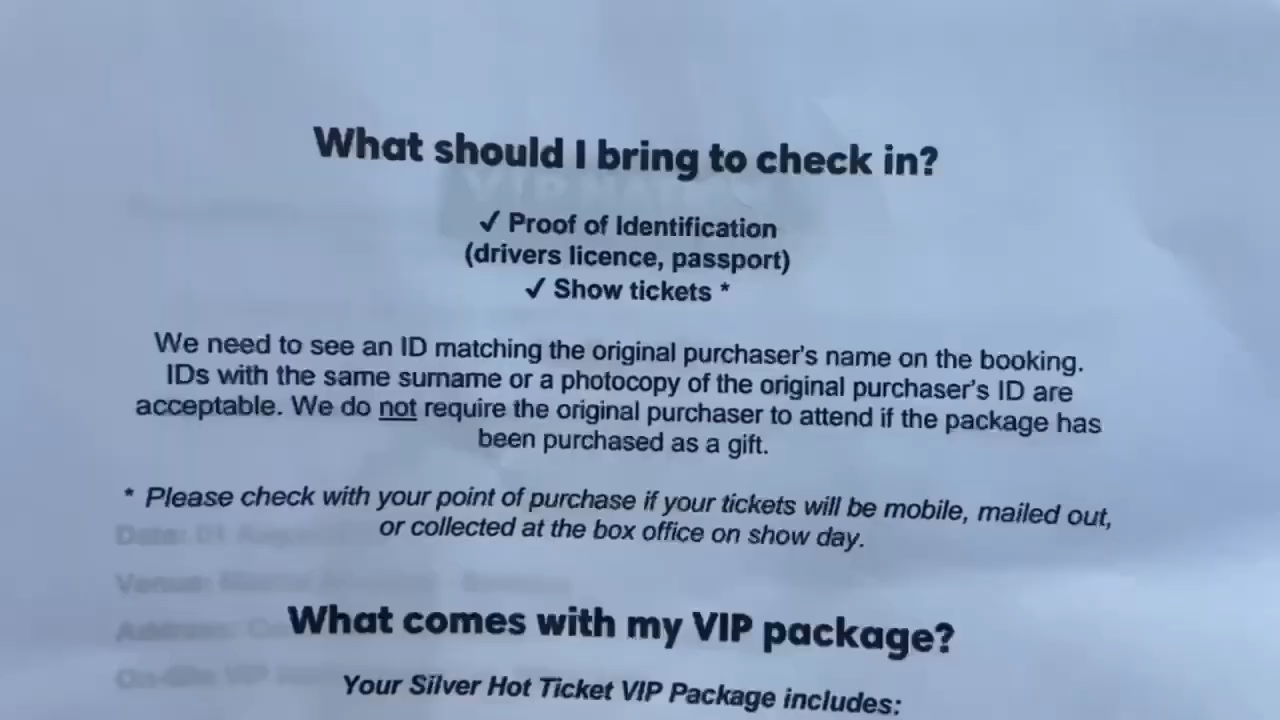 What should I bring to check in?
✓ Proof of Identification
(drivers licence, passport)
✓ Show tickets *
We need to see an ID matching the original purchaser's name on the booking.
IDs with the same surname or a photocopy of the original purchaser's ID are
acceptable. We do not require the original purchaser to attend if the package has
been purchased as a gift.
* Please check with your point of purchase if your tickets will be mobile, mailed out,
or collected at the box office on show day.
Date: 01 August
Venue:
What comes with my VIP package?
Your Silver Hot Ticket VIP Package includes: